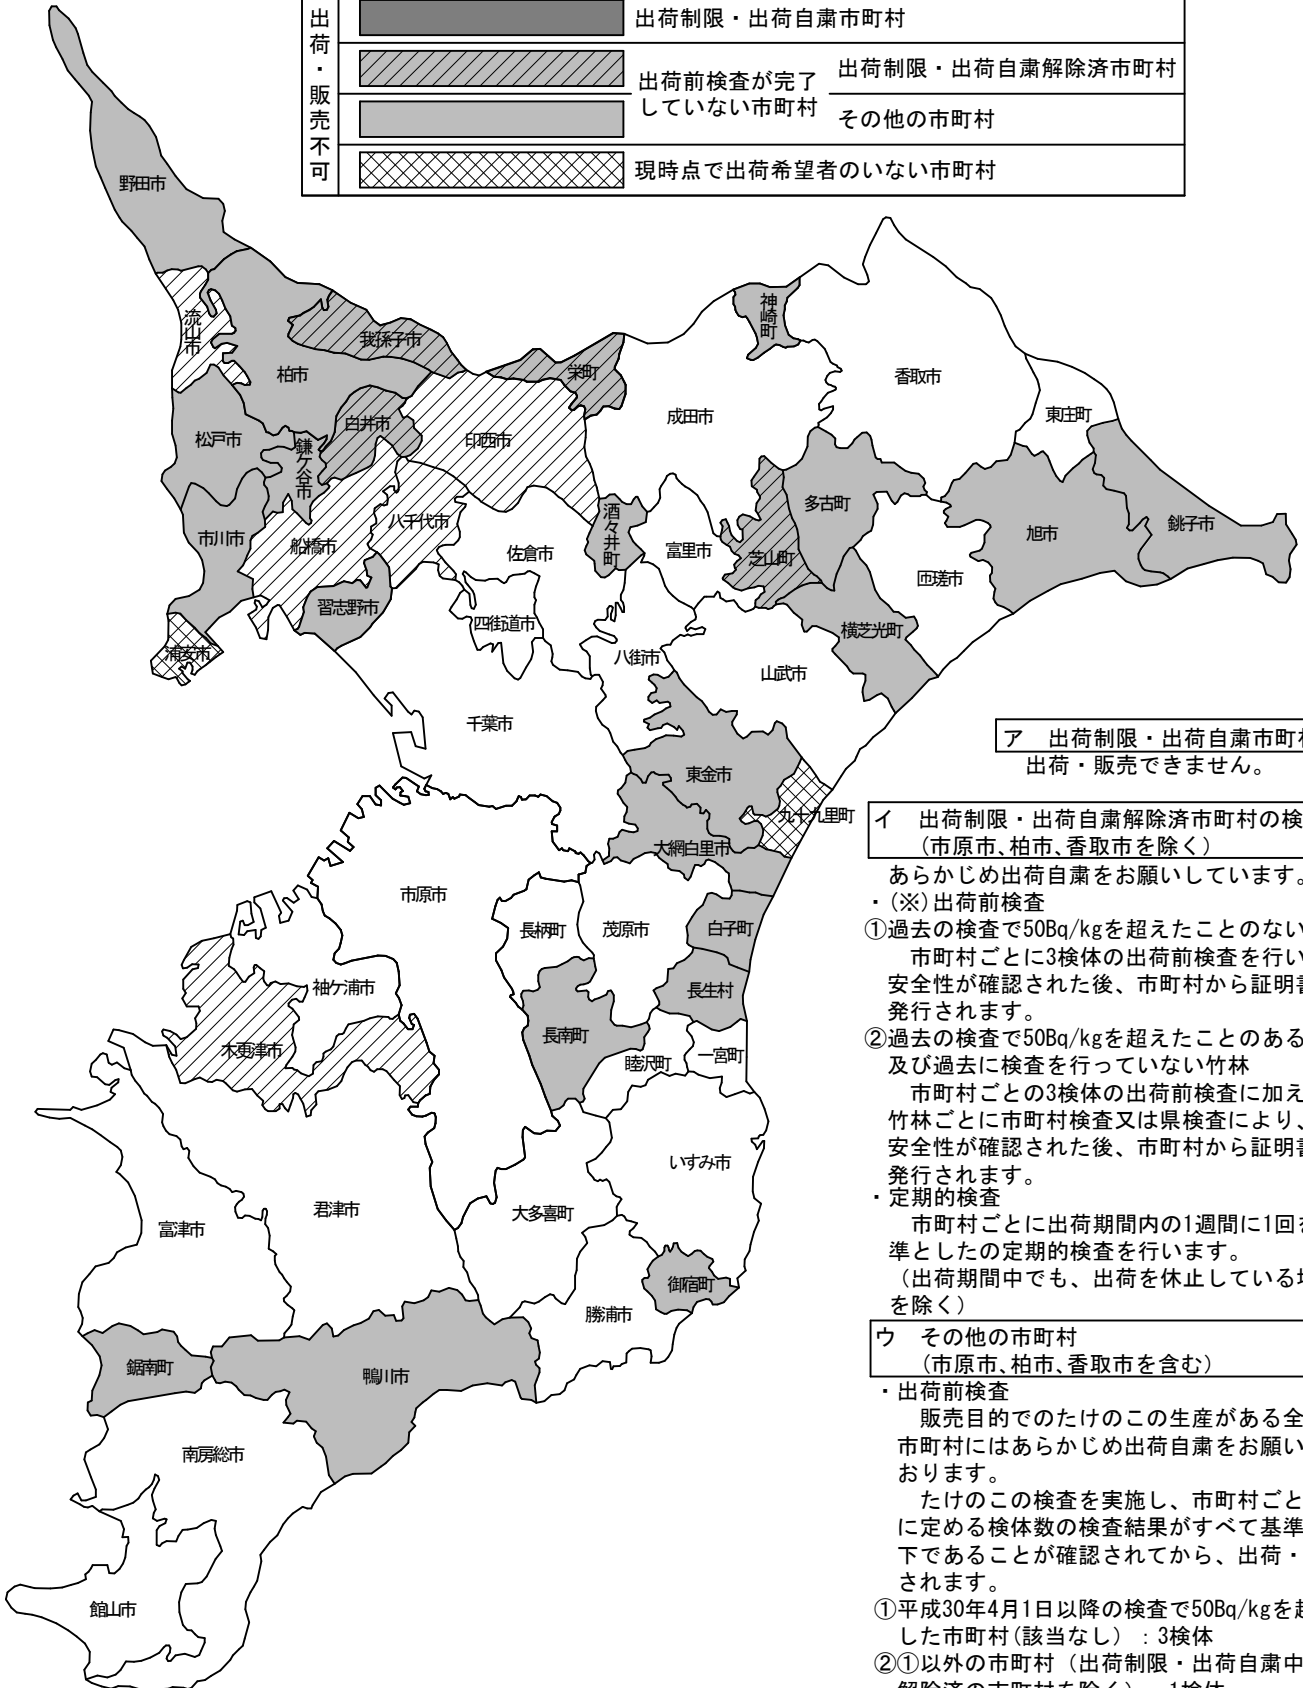 出荷・販売不可
出荷制限・出荷自粛市町村
出荷前検査が完了
していない市町村
出荷制限・出荷自粛解除済市町村
その他の市町村
現時点で出荷希望者のいない市町村
野田市
流山市
柏市
我孫子市
栄町
神崎町
香取市
東庄町
成田市
松戸市
鎌ケ谷市
白井市
印西市
市川市
船橋市
八千代市
佐倉市
酒々井町
富里市
芝山町
多古町
匝瑳市
旭市
銚子市
習志野市
四街道市
浦安市
八街市
山武市
横芝光町
千葉市
東金市
九十九里町
大網白里市
市原市
長柄町
茂原市
白子町
袖ケ浦市
長生村
木更津市
長南町
睦沢町
一宮町
いすみ市
富津市
君津市
大多喜町
御宿町
勝浦市
鋸南町
鴨川市
南房総市
館山市
ア　出荷制限・出荷自粛市町村
出荷・販売できません。
イ　出荷制限・出荷自粛解除済市町村の検
（市原市、柏市、香取市を除く）
あらかじめ出荷自粛をお願いしています。
・(※)出荷前検査
①過去の検査で50Bq/kgを超えたことのない
市町村ごとに3検体の出荷前検査を行い
安全性が確認された後、市町村から証明書
発行されます。
②過去の検査で50Bq/kgを超えたことのある
及び過去に検査を行っていない竹林
市町村ごとの3検体の出荷前検査に加え
竹林ごとに市町村検査又は県検査により、
安全性が確認された後、市町村から証明書
発行されます。
・定期的検査
市町村ごとに出荷期間内の1週間に1回を
準としたの定期的検査を行います。
（出荷期間中でも、出荷を休止している場
を除く）
ウ　その他の市町村
（市原市、柏市、香取市を含む）
・出荷前検査
販売目的でのたけのこの生産がある全
市町村にはあらかじめ出荷自粛をお願い
おります。
たけのこの検査を実施し、市町村ごと
に定める検体数の検査結果がすべて基準
下であることが確認されてから、出荷・
されます。
①平成30年4月1日以降の検査で50Bq/kgを超
した市町村(該当なし）：3検体
②①以外の市町村（出荷制限・出荷自粛中
解除済の市町村を除く）：1検体